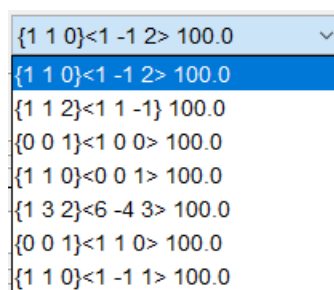 {1 1 0}<1 -1 2> 100.0
{1 1 0}<1 -1 2> 100.0
{1 1 2}<1 1 -1} 100.0
{0 0 1}<1 0 0> 100.0
{1 1 0}<0 0 1> 100.0
{1 3 2}<6 -4 3> 100.0
{0 0 1}<1 1 0> 100.0
{1 1 0}<1 -1 1> 100.0